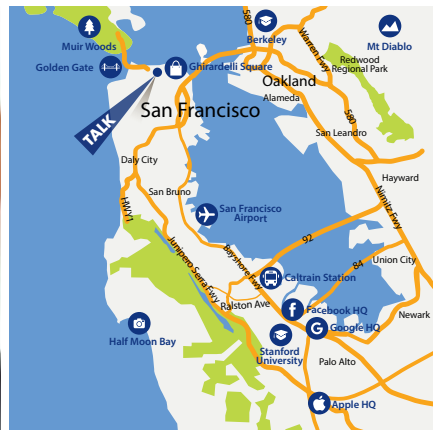 580
Muir Woods
Berkeley
Warren Fwy
Mt Diablo
Redwood
Regional Park
Golden Gate
Ghirardelli Square
Oakland
Alameda
San Francisco
TALK
580
San Leandro
Daly City
San Bruno
Hayward
HWY1
Nimitz Fwy
San Francisco
Airport
Junipero Serra Fwy
Bayshore Fwy
92
84
Union City
Caltrain Station
Ralston Ave
f
Facebook HQ
Newark
G
Google HQ
Half Moon Bay
Stanford
University
Palo Alto
Apple HQ